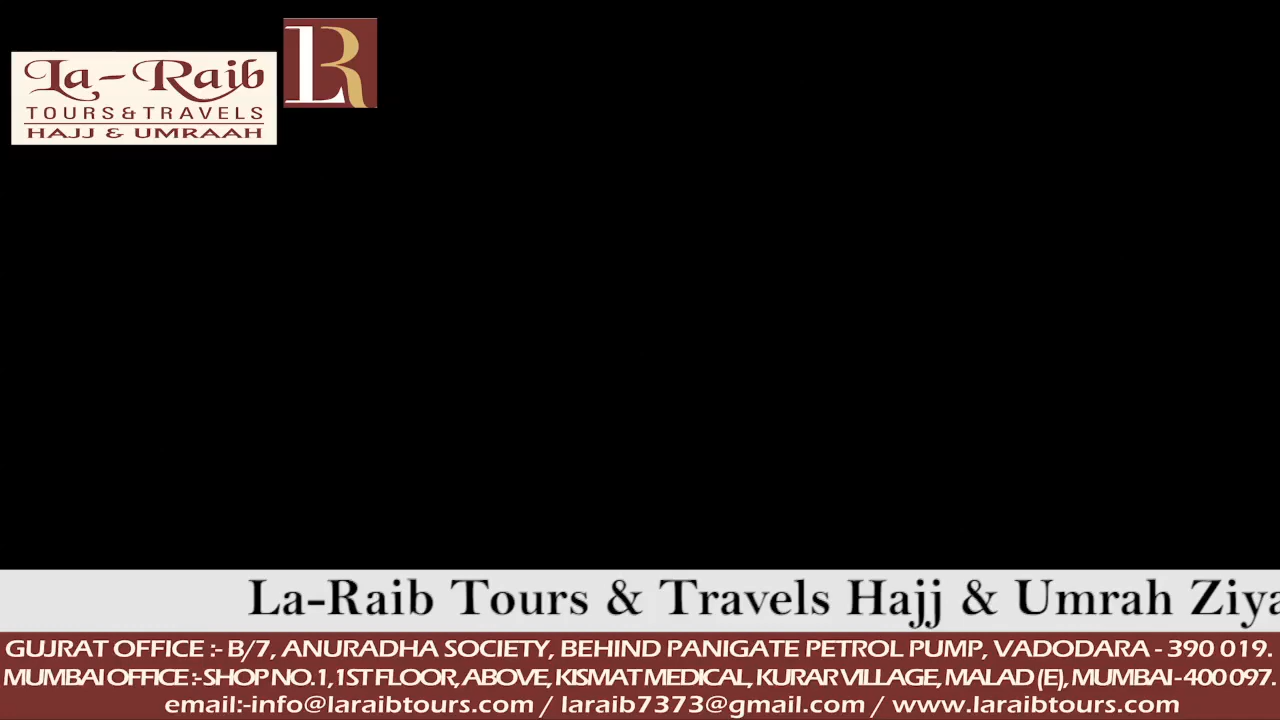 La-Raib
TOURS & TRAVELS
HAJJ & UMRAAH
LR
La-Raib Tours & Travels Hajj & Umrah Ziya
GUJRAT OFFICE :- B/7, ANURADHA SOCIETY, BEHIND PANIGATE PETROL PUMP, VADODARA - 390 019.
MUMBAI OFFICE :- SHOP NO. 1, 1ST FLOOR, ABOVE, KISMAT MEDICAL, KURAR VILLAGE, MALAD (E), MUMBAI - 400 097.
email:-info@laraibtours.com / laraib7373@gmail.com / www.laraibtours.com